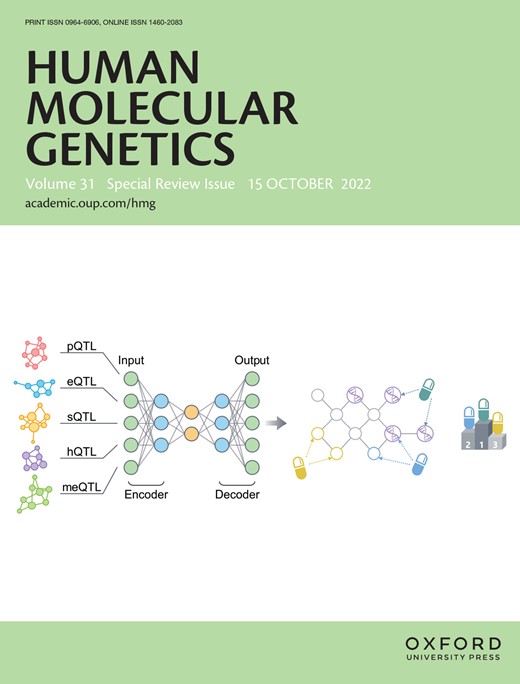 PRINT ISSN 0964-6906, ONLINE ISSN 1460-2083
HUMAN
MOLECULAR
GENETICS
Volume 31 Special Review Issue 15 OCTOBER 2022
academic.oup.com/hmg
pQTL
Input
Output
eQTL
sQTL
hQTL
meQTL
Encoder
Decoder
2 1 3
OXFORD
UNIVERSITY PRESS